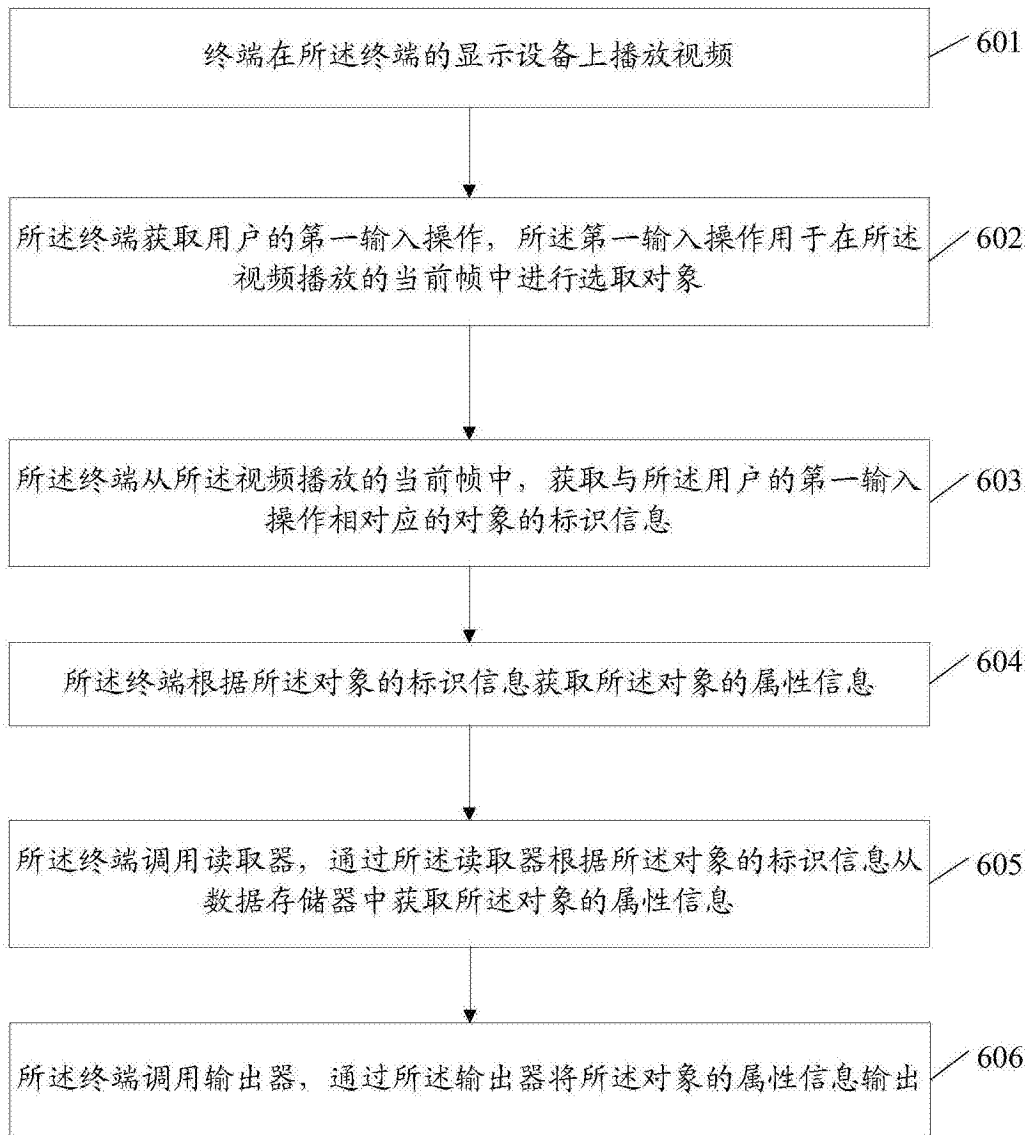 终端在所述终端的显示设备上播放视频
601
所述终端获取用户的第一输入操作，所述第一输入操作用于在所述
视频播放的当前帧中进行选取对象
602
所述终端从所述视频播放的当前帧中，获取与所述用户的第一输入
操作相对应的对象的标识信息
603
所述终端根据所述对象的标识信息获取所述对象的属性信息
604
所述终端调用读取器，通过所述读取器根据所述对象的标识信息从
数据存储器中获取所述对象的属性信息
605
所述终端调用输出器，通过所述输出器将所述对象的属性信息输出
606